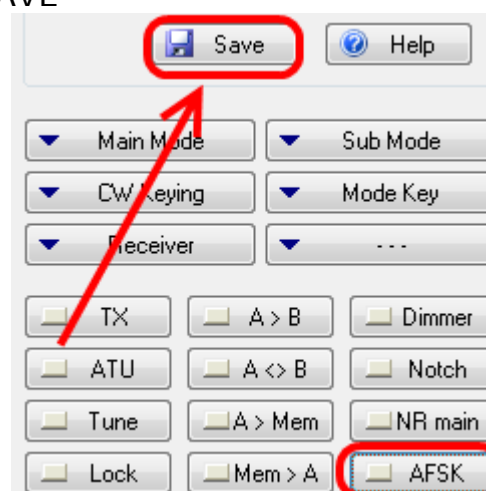 SAVE
Save Help
Main Mode Sub Mode
CW Keying Mode Key
Receiver ---
TX A > B Dimmer
ATU A <> B Notch
Tune A > Mem NR main
Lock Mem > A AFSK